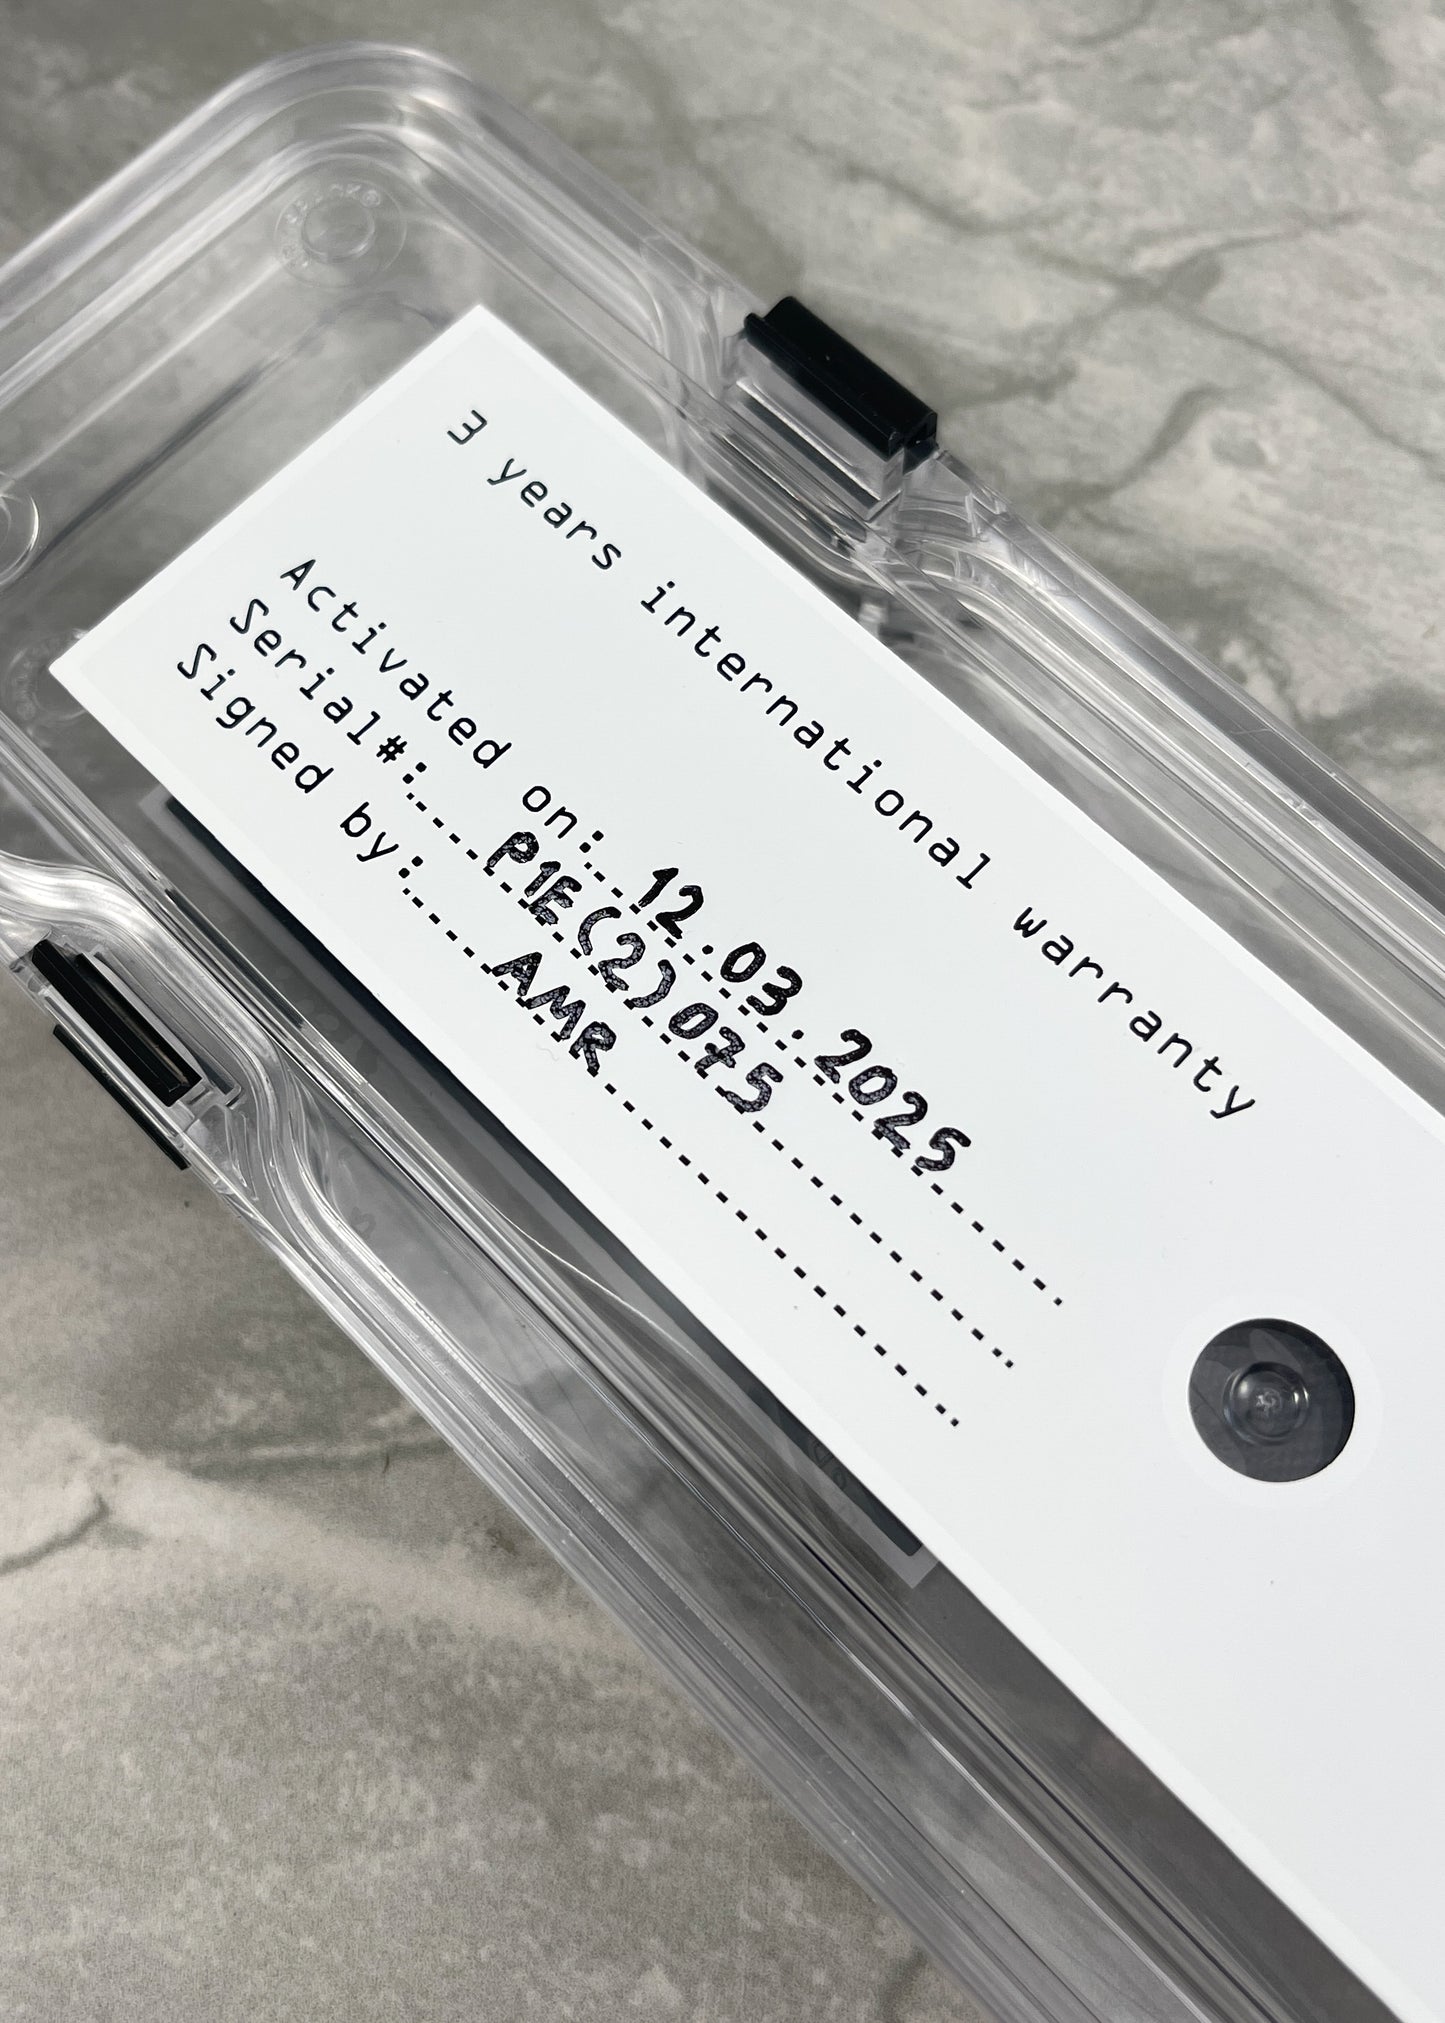 3 years international warranty
Activated on: 12.03.2025
Serial#: P1E(2)075
Signed by: AMR